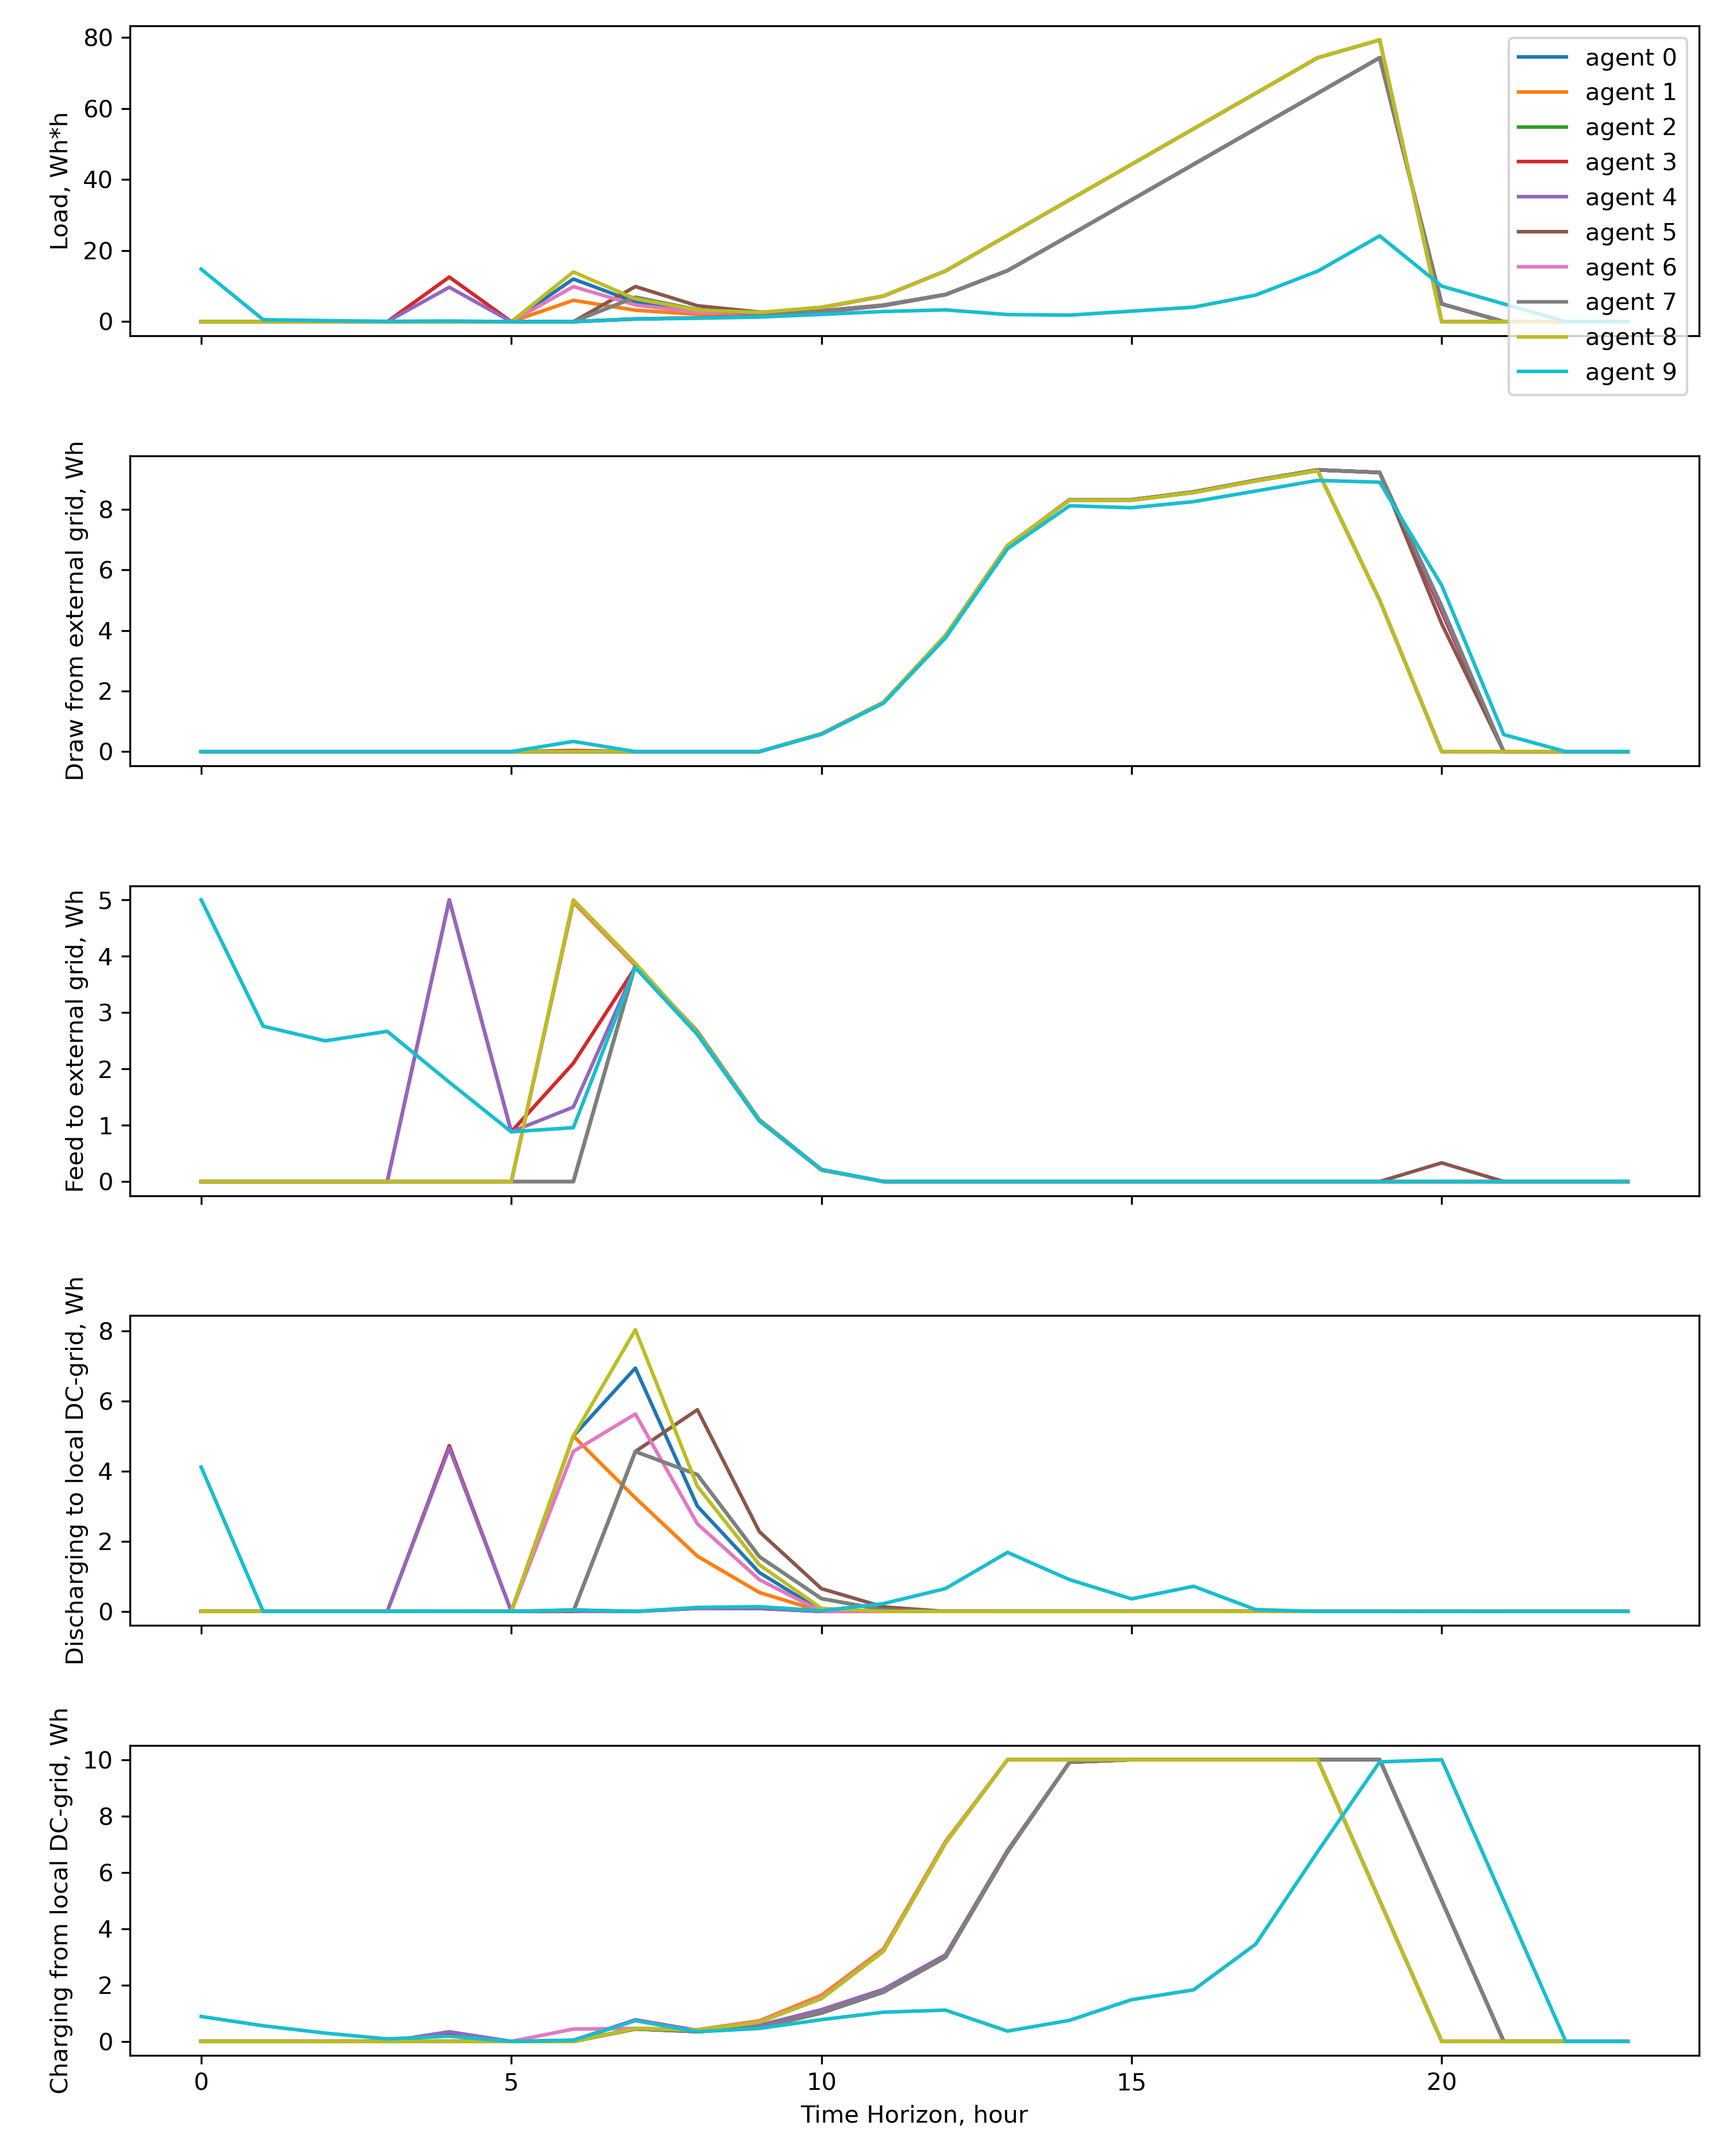 80
60
40
20
0
Load, Wh*h
agent 0
agent 1
agent 2
agent 3
agent 4
agent 5
agent 6
agent 7
agent 8
agent 9
8
6
4
2
0
Draw from external grid, Wh
5
4
3
2
1
0
Feed to external grid, Wh
8
6
4
2
0
Discharging to local DC-grid, Wh
10
8
6
4
2
0
Charging from local DC-grid, Wh
0 5 10 15 20
Time Horizon, hour